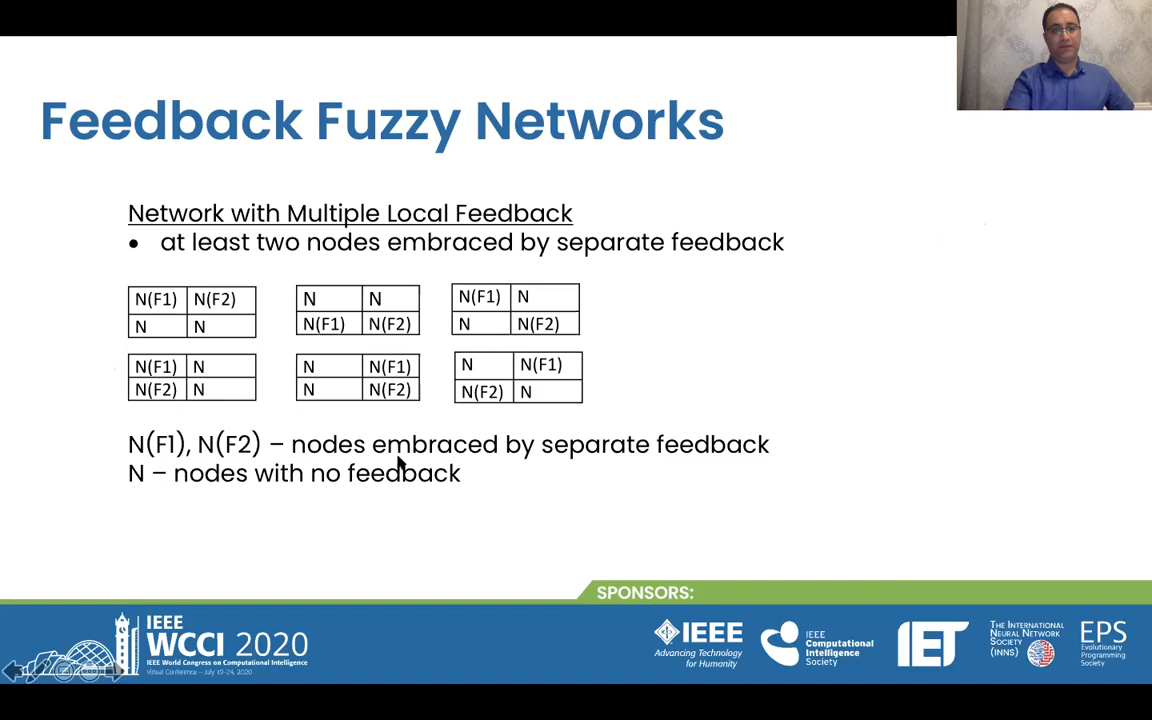 Feedback Fuzzy Networks
Network with Multiple Local Feedback
• at least two nodes embraced by separate feedback
N(F1) N(F2)
N N
N N
N(F1) N(F2)
N(F1) N
N N(F2)
N(F1) N
N(F2) N
N N(F1)
N N(F2)
N N(F1)
N(F2) N
N(F1), N(F2) – nodes embraced by separate feedback
N – nodes with no feedback
SPONSORS:
IEEE
WCCI 2020
IEEE World Congress on Computational Intelligence
Virtual Conference – July 19-24, 2020
IEEE
Advancing Technology
for Humanity
IEEE
Computational
Intelligence
Society
IET
THE INTERNATIONAL
NEURAL NETWORK
SOCIETY
(INNS)
EPS
Evolutionary
Programming
Society